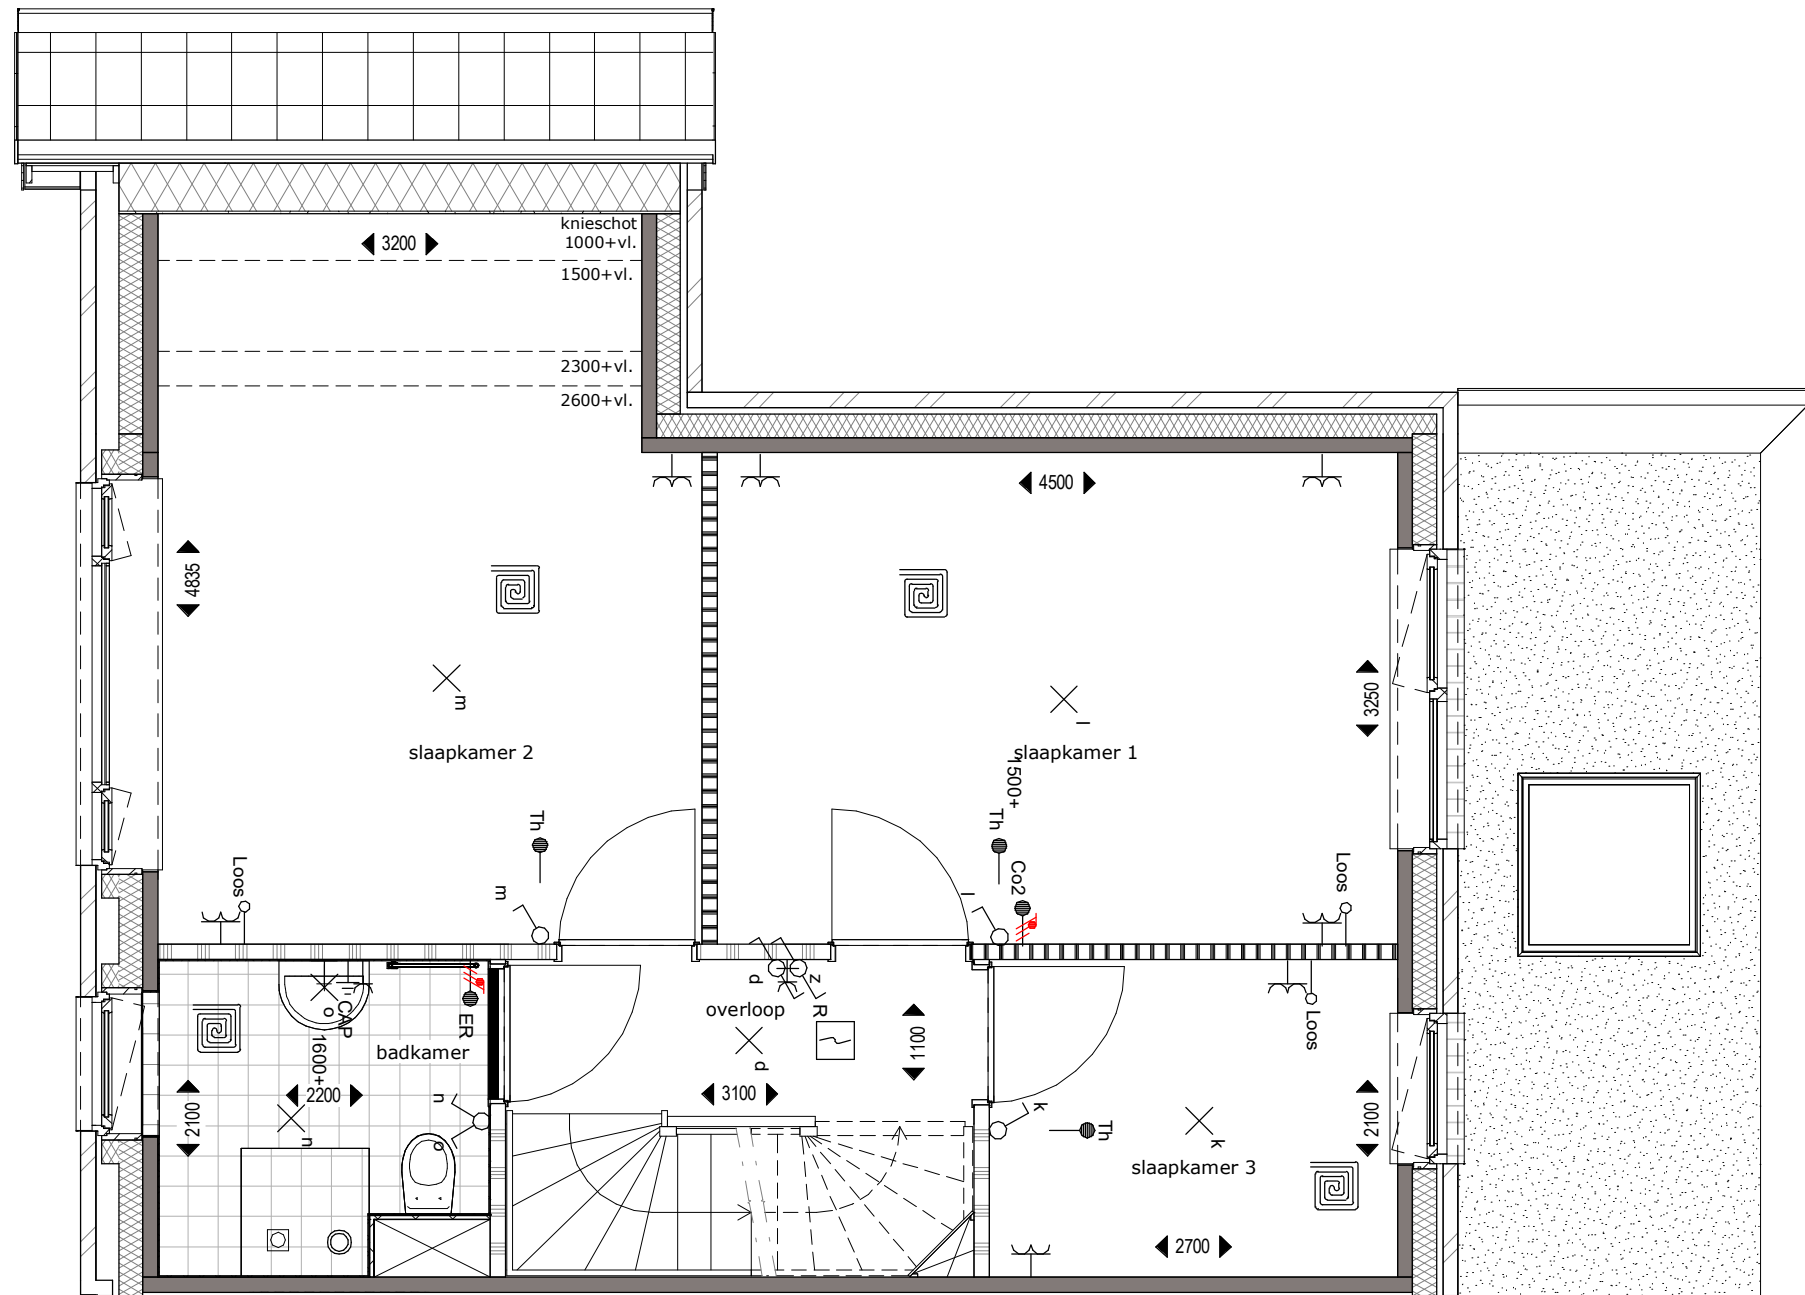 knieschot
3200
1000+vl.
1500+vl.
2300+vl.
2600+vl.
4500
4835
3250
m
l
slaapkamer 2
slaapkamer 1
1500+
Th
Th
Co2
Loos
m
l
Loos
d
z
R
overloop
o
CAP
ER
badkamer
1600+
2200
2100
n
n
o
d
1100
3100
Loos
k
Th
k
slaapkamer 3
2100
2700